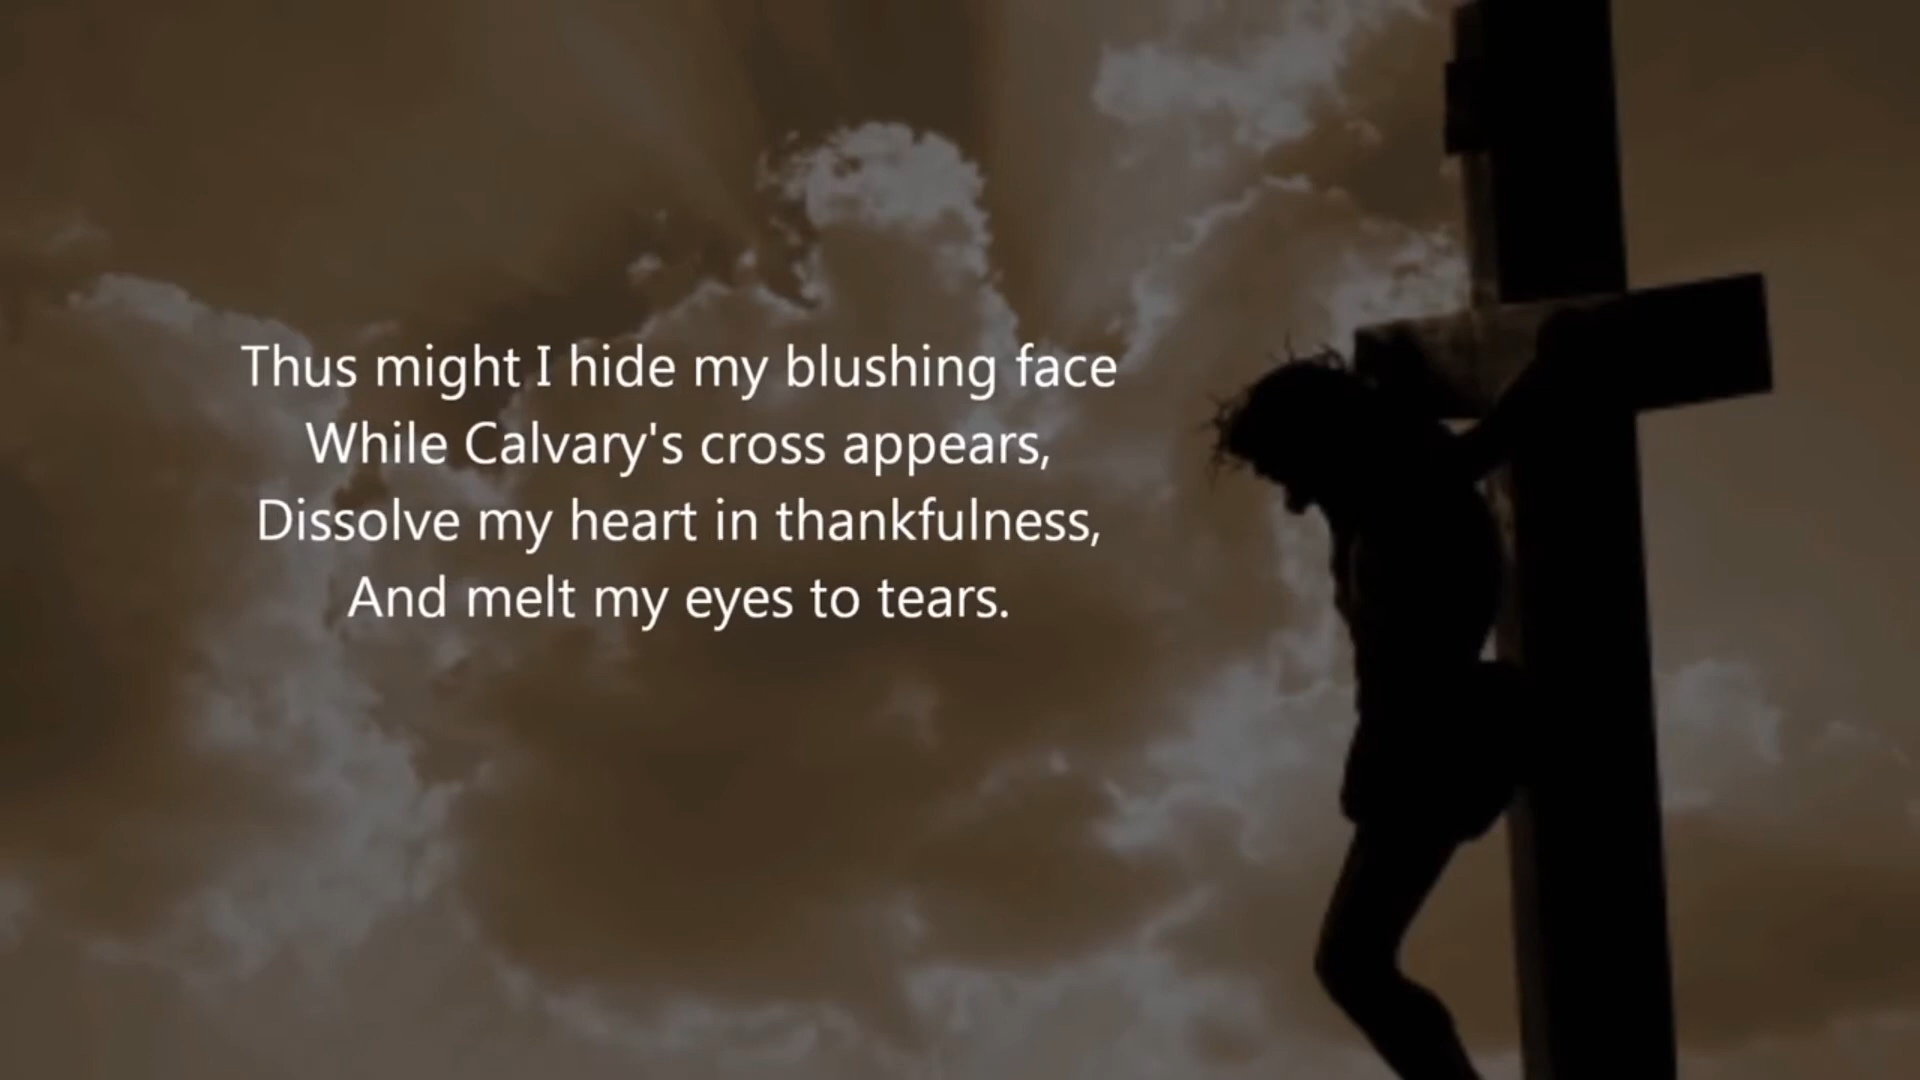 Thus might I hide my blushing face
While Calvary's cross appears,
Dissolve my heart in thankfulness,
And melt my eyes to tears.